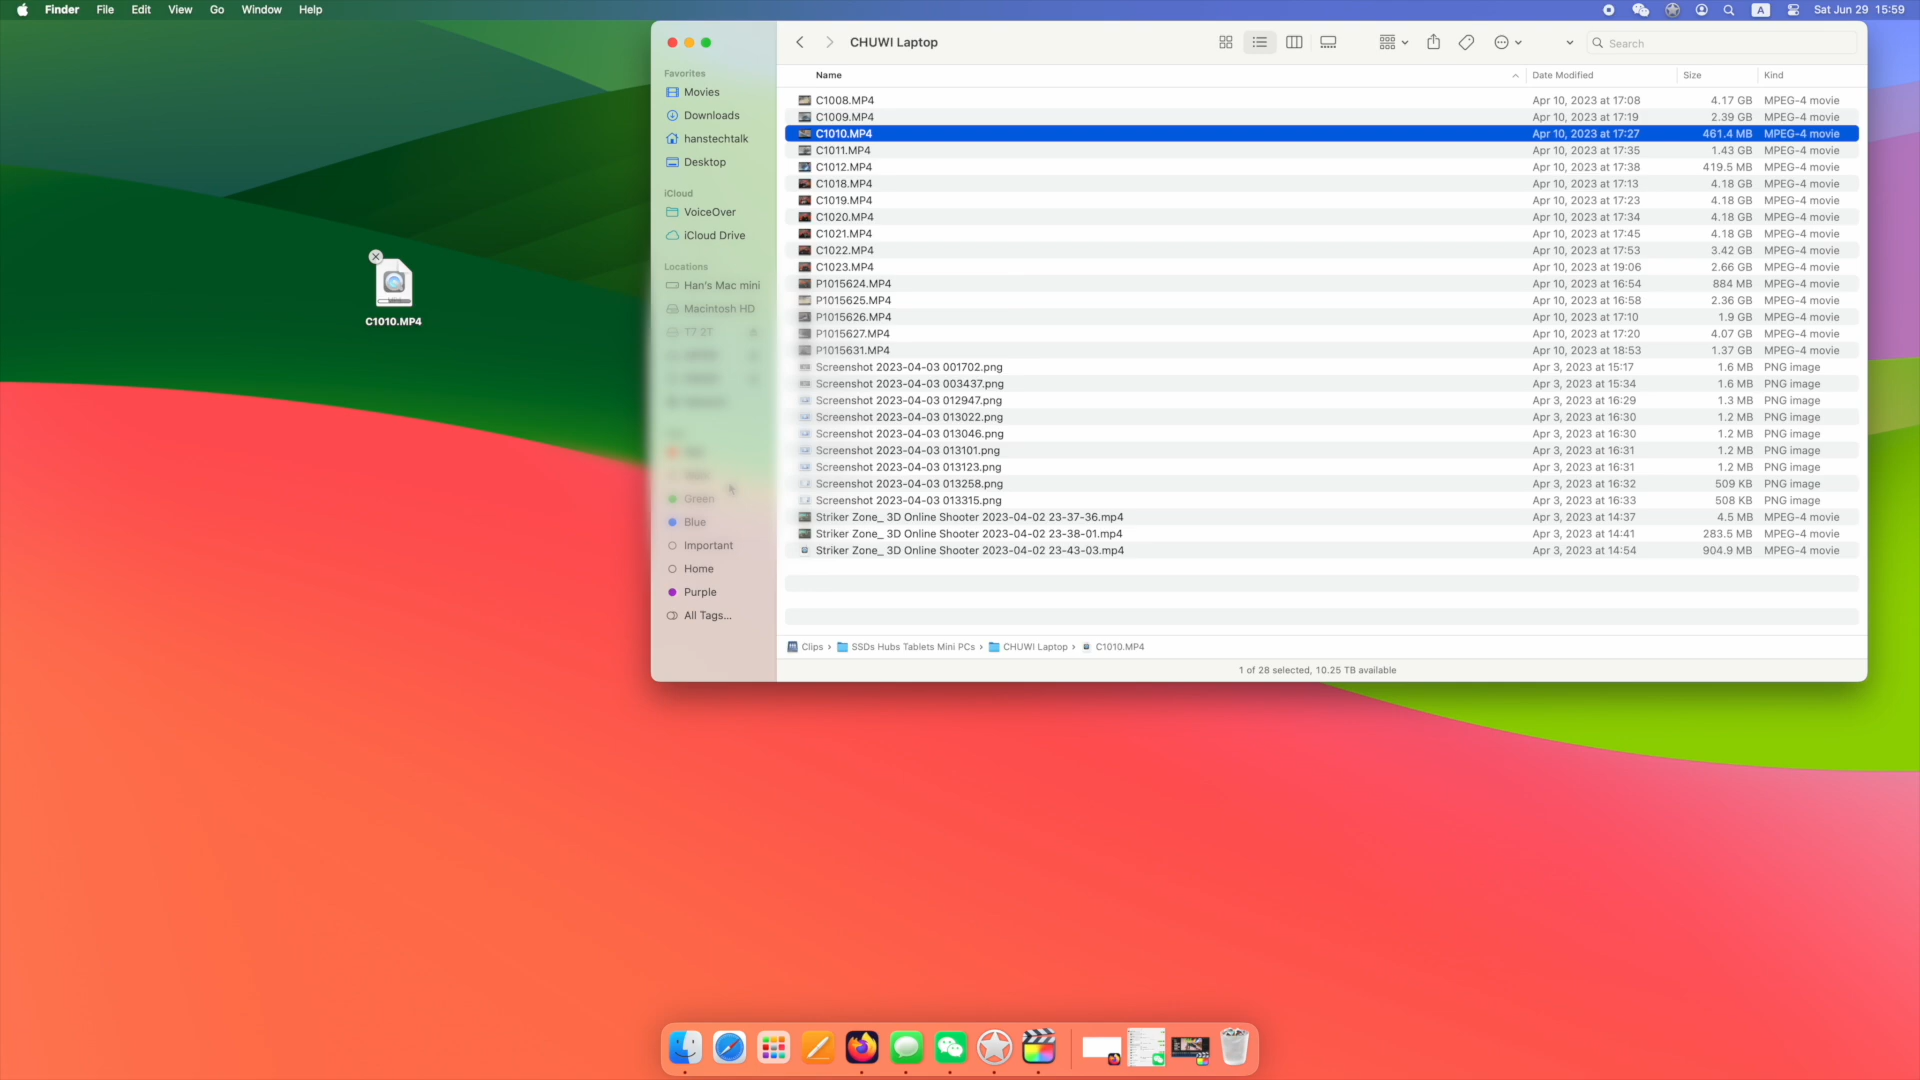 Finder File Edit View Go Window Help
A Sat Jun 29 15:59
CHUWI Laptop
Search
Favorites
Movies
Downloads
hanstechtalk
Desktop
iCloud
VoiceOver
iCloud Drive
Locations
Han's Mac mini
Macintosh HD
T7 2T
Green
Blue
Important
Home
Purple
All Tags...
Name Date Modified Size Kind
C1008.MP4 Apr 10, 2023 at 17:08 4.17 GB MPEG-4 movie
C1009.MP4 Apr 10, 2023 at 17:19 2.39 GB MPEG-4 movie
C1010.MP4 Apr 10, 2023 at 17:27 461.4 MB MPEG-4 movie
C1011.MP4 Apr 10, 2023 at 17:35 1.43 GB MPEG-4 movie
C1012.MP4 Apr 10, 2023 at 17:38 419.5 MB MPEG-4 movie
C1018.MP4 Apr 10, 2023 at 17:13 4.18 GB MPEG-4 movie
C1019.MP4 Apr 10, 2023 at 17:23 4.18 GB MPEG-4 movie
C1020.MP4 Apr 10, 2023 at 17:34 4.18 GB MPEG-4 movie
C1021.MP4 Apr 10, 2023 at 17:45 4.18 GB MPEG-4 movie
C1022.MP4 Apr 10, 2023 at 17:53 3.42 GB MPEG-4 movie
C1023.MP4 Apr 10, 2023 at 19:06 2.66 GB MPEG-4 movie
P1015624.MP4 Apr 10, 2023 at 16:54 884 MB MPEG-4 movie
P1015625.MP4 Apr 10, 2023 at 16:58 2.36 GB MPEG-4 movie
P1015626.MP4 Apr 10, 2023 at 17:10 1.9 GB MPEG-4 movie
P1015627.MP4 Apr 10, 2023 at 17:20 4.07 GB MPEG-4 movie
P1015631.MP4 Apr 10, 2023 at 18:53 1.37 GB MPEG-4 movie
Screenshot 2023-04-03 001702.png Apr 3, 2023 at 15:17 1.6 MB PNG image
Screenshot 2023-04-03 003437.png Apr 3, 2023 at 15:34 1.6 MB PNG image
Screenshot 2023-04-03 012947.png Apr 3, 2023 at 16:29 1.3 MB PNG image
Screenshot 2023-04-03 013022.png Apr 3, 2023 at 16:30 1.2 MB PNG image
Screenshot 2023-04-03 013046.png Apr 3, 2023 at 16:30 1.2 MB PNG image
Screenshot 2023-04-03 013101.png Apr 3, 2023 at 16:31 1.2 MB PNG image
Screenshot 2023-04-03 013123.png Apr 3, 2023 at 16:31 1.2 MB PNG image
Screenshot 2023-04-03 013258.png Apr 3, 2023 at 16:32 509 KB PNG image
Screenshot 2023-04-03 013315.png Apr 3, 2023 at 16:33 508 KB PNG image
Striker Zone_ 3D Online Shooter 2023-04-02 23-37-36.mp4 Apr 3, 2023 at 14:37 4.5 MB MPEG-4 movie
Striker Zone_ 3D Online Shooter 2023-04-02 23-38-01.mp4 Apr 3, 2023 at 14:41 283.5 MB MPEG-4 movie
Striker Zone_ 3D Online Shooter 2023-04-02 23-43-03.mp4 Apr 3, 2023 at 14:54 904.9 MB MPEG-4 movie
Clips › SSDs Hubs Tablets Mini PCs › CHUWI Laptop › C1010.MP4
1 of 28 selected, 10.25 TB available
C1010.MP4